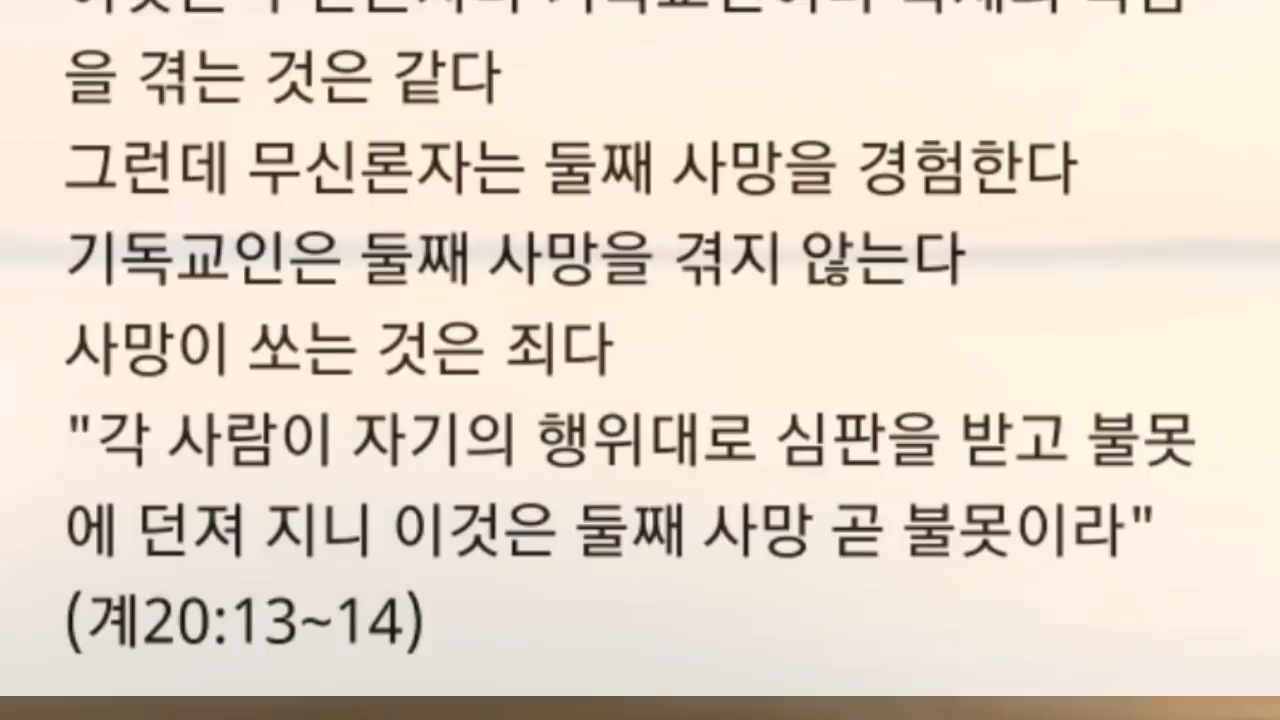 을 겪는 것은 같다
그런데 무신론자는 둘째 사망을 경험한다
기독교인은 둘째 사망을 겪지 않는다
사망이 쏘는 것은 죄다
"각 사람이 자기의 행위대로 심판을 받고 불못
에 던져 지니 이것은 둘째 사망 곧 불못이라"
(계20:13~14)